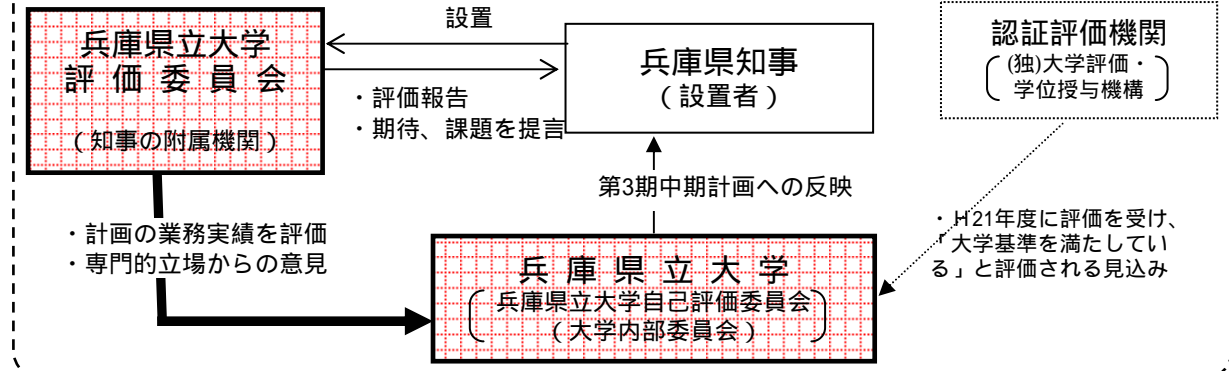 兵庫県立大学
評価委員会
(知事の附属機関)
設置
・評価報告
・期待、課題を提言
兵庫県知事
(設置者)
認証評価機関
(独)大学評価・
学位授与機構
第3期中期計画への反映
・計画の業務実績を評価
・専門的立場からの意見
・H21年度に評価を受け、
「大学基準を満たしてい
る」と評価される見込み
兵庫県立大学
兵庫県立大学自己評価委員会
(大学内部委員会)